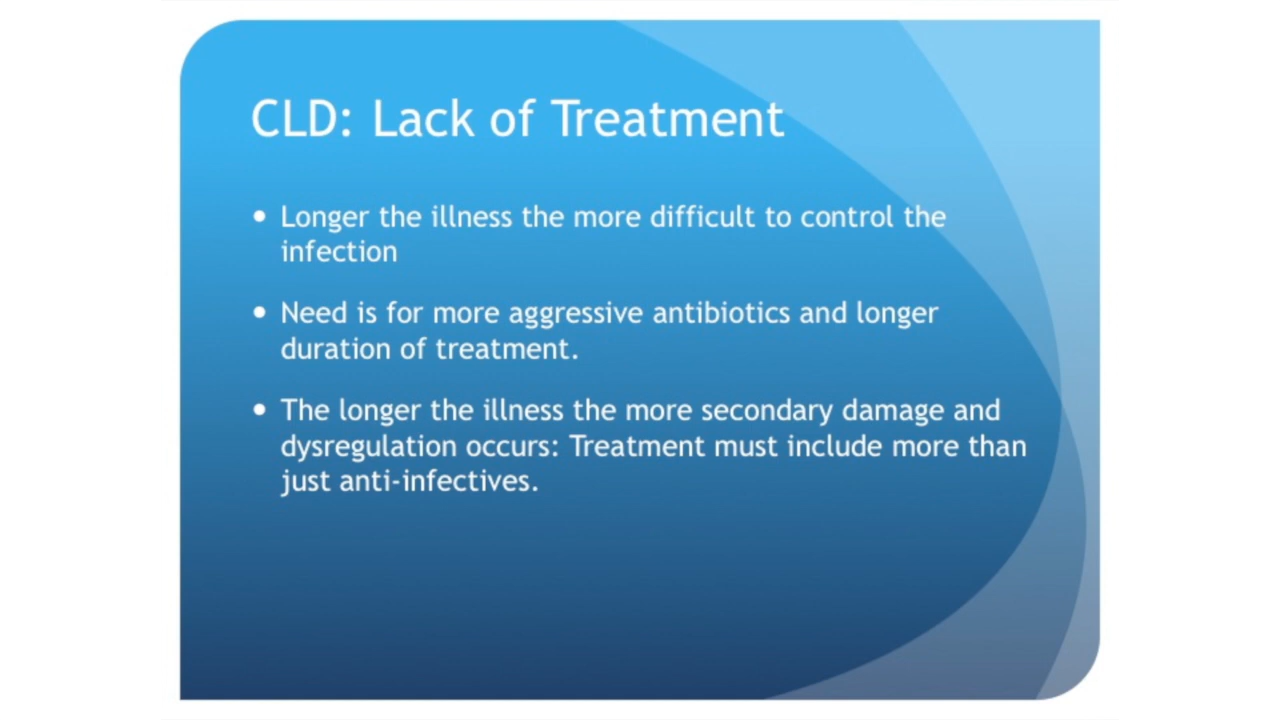 CLD: Lack of Treatment
• Longer the illness the more difficult to control the
infection
• Need is for more aggressive antibiotics and longer
duration of treatment.
• The longer the illness the more secondary damage and
dysregulation occurs: Treatment must include more than
just anti-infectives.